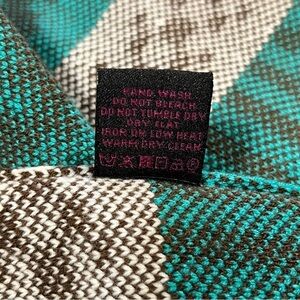 HAND WASH
DO NOT BLEACH
DO NOT TUMBLE DRY
DRY FLAT
IRON ON LOW HEAT
WARM DRY CLEAN